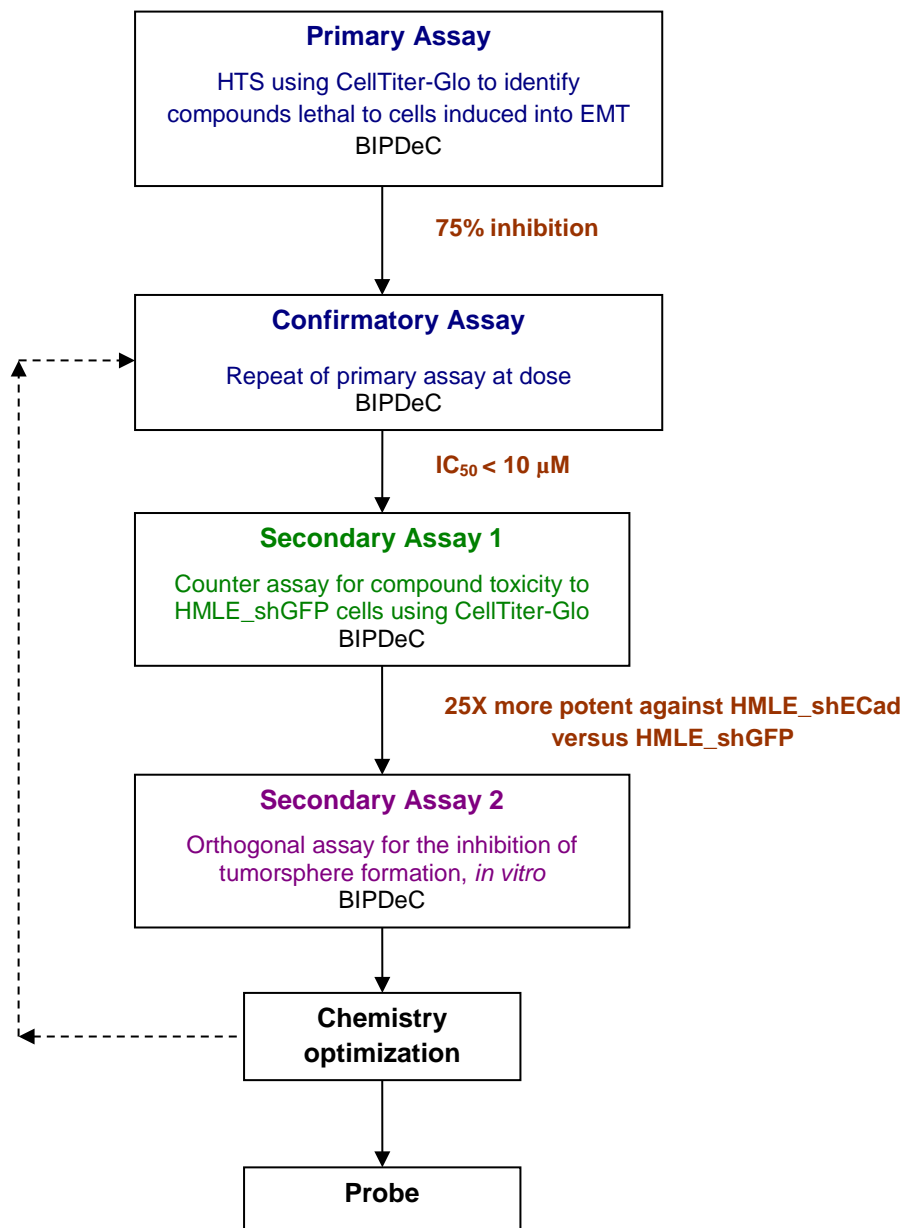 Primary Assay
HTS using CellTiter-Glo to identify
compounds lethal to cells induced into EMT
BIPDeC
75% inhibition
Confirmatory Assay
Repeat of primary assay at dose
BIPDeC
IC₅₀ < 10 μM
Secondary Assay 1
Counter assay for compound toxicity to
HMLE_shGFP cells using CellTiter-Glo
BIPDeC
25X more potent against HMLE_shECad
versus HMLE_shGFP
Secondary Assay 2
Orthogonal assay for the inhibition of
tumorsphere formation, in vitro
BIPDeC
Chemistry
optimization
Probe